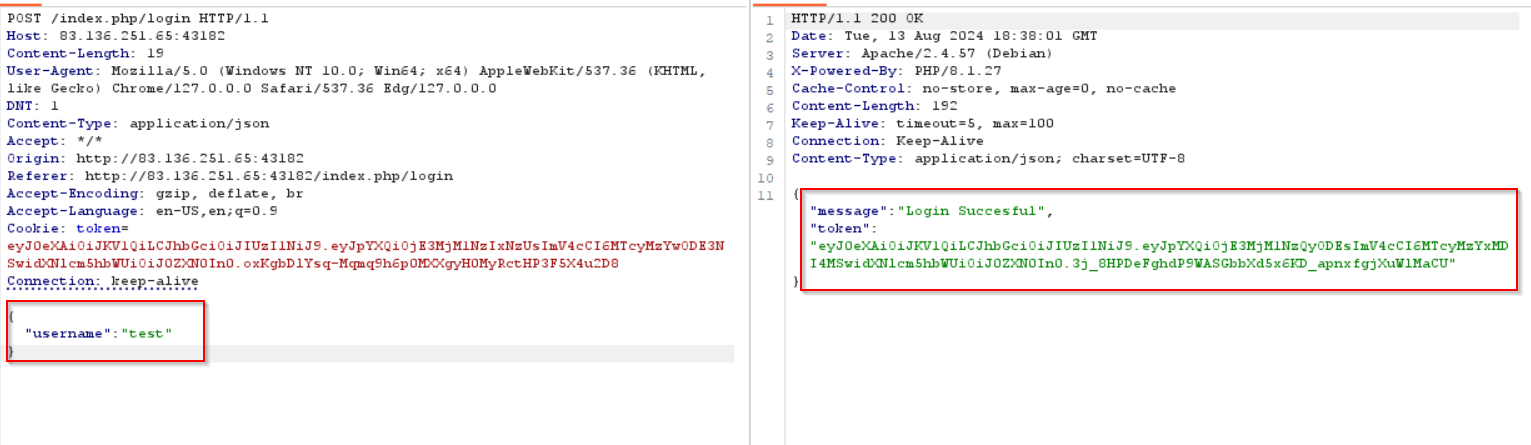 POST /index.php/login HTTP/1.1
Host: 83.136.251.65:43182
Content-Length: 19
User-Agent: Mozilla/5.0 (Windows NT 10.0; Win64; x64) AppleWebKit/537.36 (KHTML,
like Gecko) Chrome/127.0.0.0 Safari/537.36 Edg/127.0.0.0
DNT: 1
Content-Type: application/json
Accept: */*
Origin: http://83.136.251.65:43182
Referer: http://83.136.251.65:43182/index.php/login
Accept-Encoding: gzip, deflate, br
Accept-Language: en-US,en;q=0.9
Cookie: token=
eyJ0eXAiOiJKV1QiLCJhbGciOiJIUzI1NiJ9.eyJpYXQiOjE3MjM1NzIxNzUsImV4cCI6MTcyMzYwODE3N
SwidXNlcm5hbWUiOiJ0ZXN0In0.oxKgbDlYsq-Mqmq9h6p0MXXgyH0MyRctHP3F5X4u2D8
Connection: keep-alive
{
"username":"test"
}
1 HTTP/1.1 200 OK
2 Date: Tue, 13 Aug 2024 18:38:01 GMT
3 Server: Apache/2.4.57 (Debian)
4 X-Powered-By: PHP/8.1.27
5 Cache-Control: no-store, max-age=0, no-cache
6 Content-Length: 192
7 Keep-Alive: timeout=5, max=100
8 Connection: Keep-Alive
9 Content-Type: application/json; charset=UTF-8
10
11 {
"message":"Login Succesful",
"token":
"eyJ0eXAiOiJKV1QiLCJhbGciOiJIUzI1NiJ9.eyJpYXQiOjE3MjM1NzQyODEsImV4cCI6MTcyMzYxMD
I4MSwidXNlcm5hbWUiOiJ0ZXN0In0.3j_8HPDeFghdP9WASGbbXd5x6KD_apnxfgjXuW1MaCU"
}